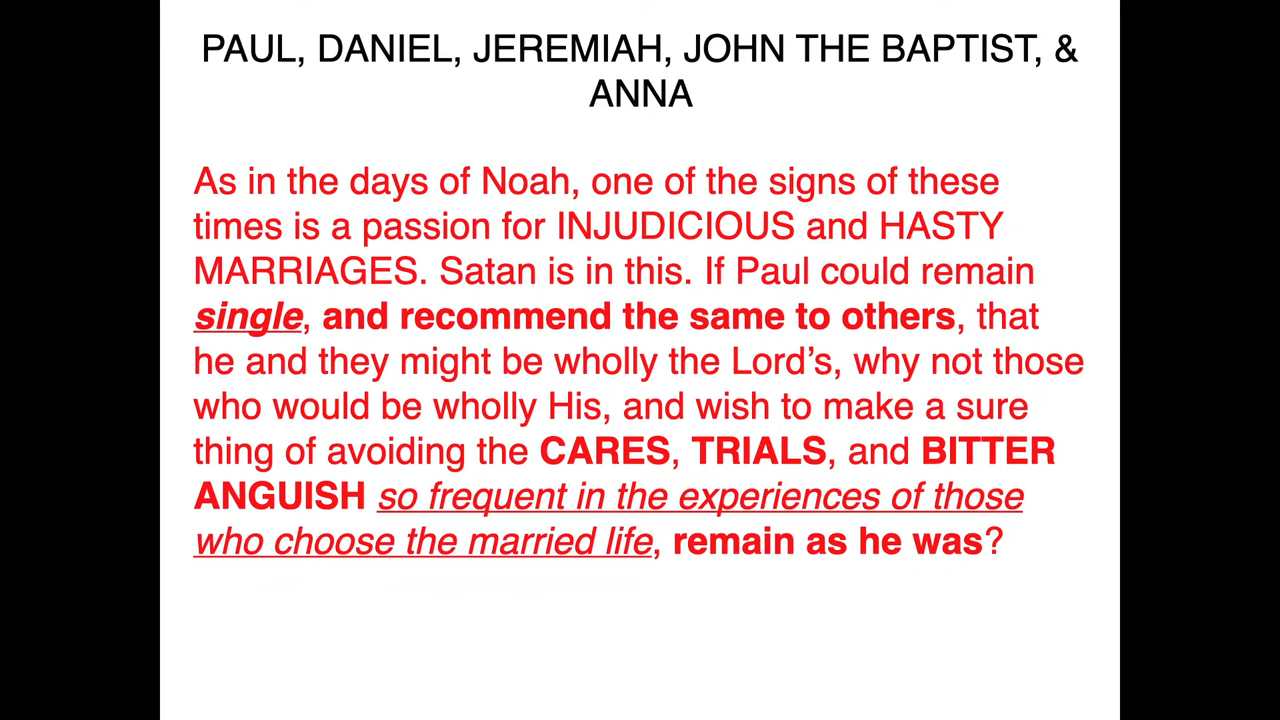 PAUL, DANIEL, JEREMIAH, JOHN THE BAPTIST, &
ANNA
As in the days of Noah, one of the signs of these
times is a passion for INJUDICIOUS and HASTY
MARRIAGES. Satan is in this. If Paul could remain
single, and recommend the same to others, that
he and they might be wholly the Lord’s, why not those
who would be wholly His, and wish to make a sure
thing of avoiding the CARES, TRIALS, and BITTER
ANGUISH so frequent in the experiences of those
who choose the married life, remain as he was?